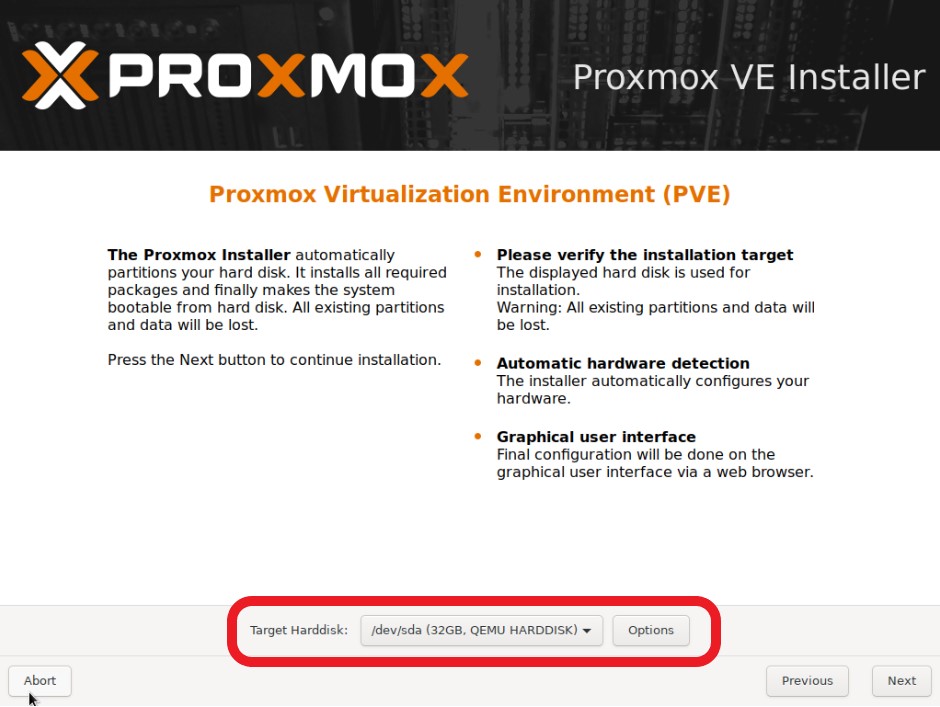 PROXMOX
Proxmox VE Installer
Proxmox Virtualization Environment (PVE)
The Proxmox Installer automatically
partitions your hard disk. It installs all required
packages and finally makes the system
bootable from hard disk. All existing partitions
and data will be lost.
Press the Next button to continue installation.
Please verify the installation target
The displayed hard disk is used for
installation.
Warning: All existing partitions and data will
be lost.
Automatic hardware detection
The installer automatically configures your
hardware.
Graphical user interface
Final configuration will be done on the
graphical user interface via a web browser.
Target Harddisk: /dev/sda (32GB, QEMU HARDDISK) Options
Abort Previous Next